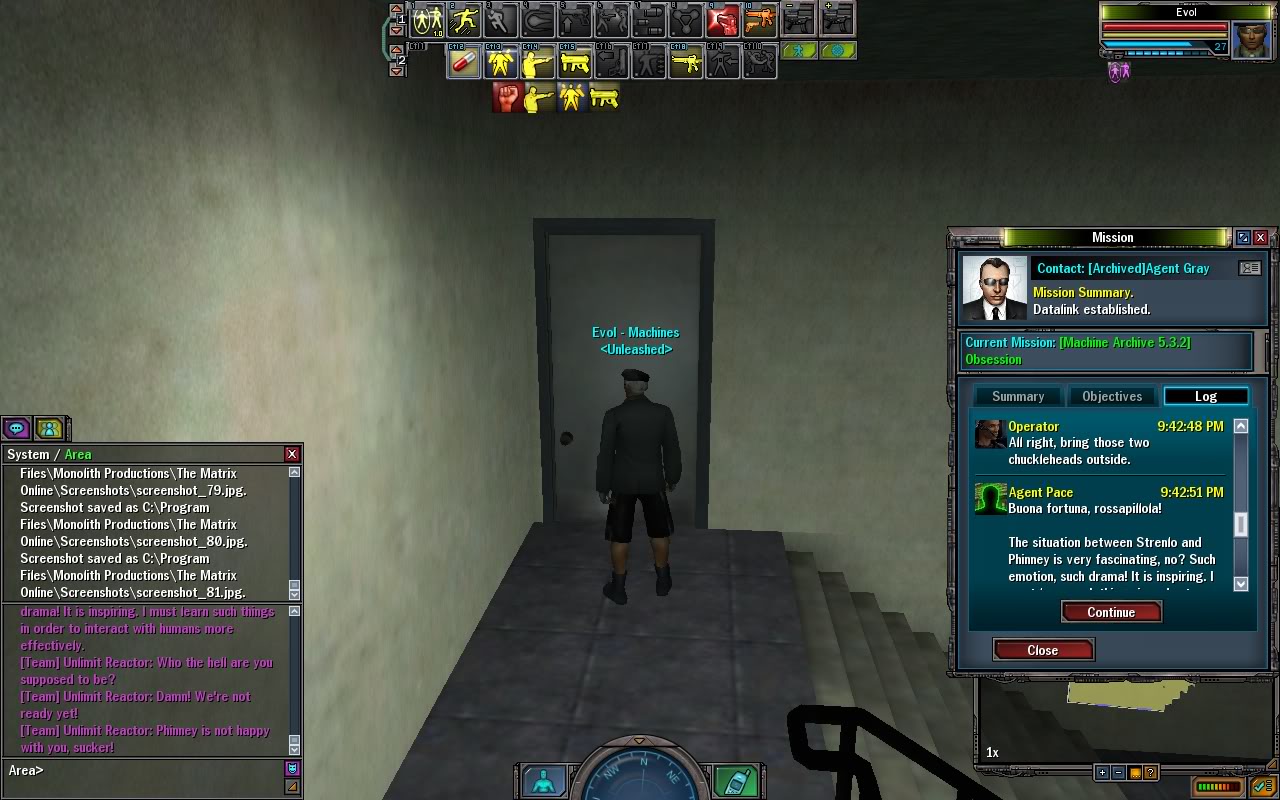 1
1.0
2
Evol
27
Mission
Contact: [Archived]Agent Gray
Mission Summary.
Datalink established.
Current Mission: [Machine Archive 5.3.2]
Obsession
Summary
Objectives
Log
Operator 9:42:48 PM
All right, bring those two
chuckleheads outside.
Agent Pace 9:42:51 PM
Buona fortuna, rossapillola!
The situation between Strenlo and
Phinney is very fascinating, no? Such
emotion, such drama! It is inspiring. I
Continue
Close
1x
Evol - Machines
<Unleashed>
System / Area
Files\Monolith Productions\The Matrix
Online\Screenshots\screenshot_79.jpg.
Screenshot saved as C:\Program
Files\Monolith Productions\The Matrix
Online\Screenshots\screenshot_80.jpg.
Screenshot saved as C:\Program
Files\Monolith Productions\The Matrix
Online\Screenshots\screenshot_81.jpg.
drama! It is inspiring. I must learn such things
in order to interact with humans more
effectively.
[Team] Unlimit Reactor: Who the hell are you
supposed to be?
[Team] Unlimit Reactor: Damn! We're not
ready yet!
[Team] Unlimit Reactor: Phinney is not happy
with you, sucker!
Area>
NW N NE